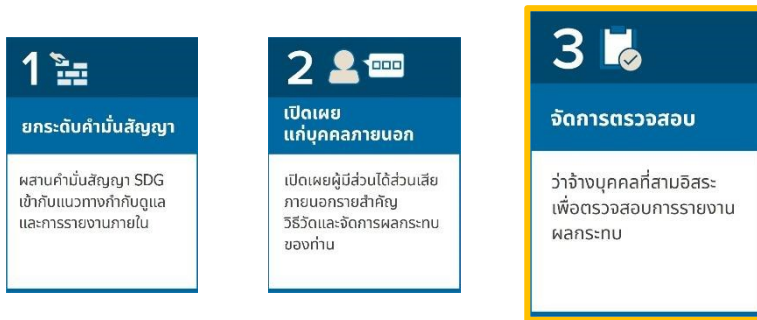 1
ยกระดับคำมั่นสัญญา
ผสานคำมั่นสัญญา SDG
เข้ากับแนวทางกำกับดูแล
และการรายงานภายใน
2
เปิดเผย
แก่บุคคลภายนอก
เปิดเผยผู้มีส่วนได้ส่วนเสีย
ภายนอกรายสำคัญ
วิธีวัดและจัดการผลกระทบ
ของท่าน
3
จัดการตรวจสอบ
ว่าจ้างบุคคลที่สามอิสระ
เพื่อตรวจสอบการรายงาน
ผลกระทบ